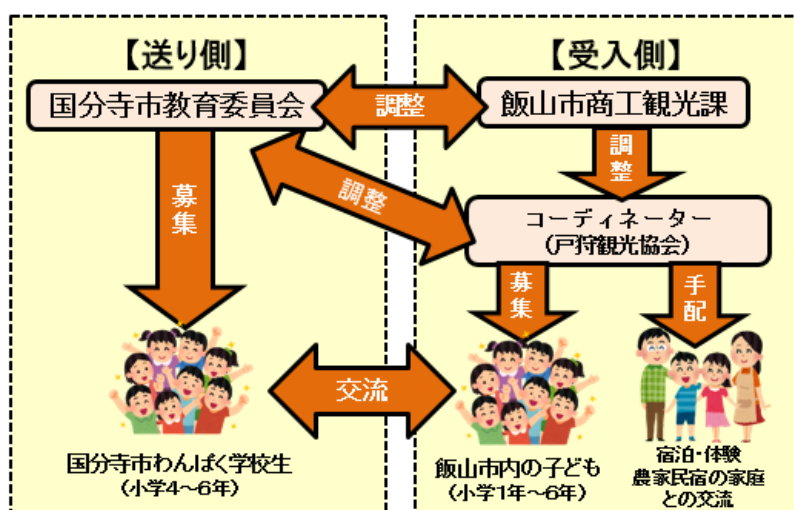 【送り側】
【受入側】
国分寺市教育委員会
調整
飯山市商工観光課
調整
募集
調整
コーディネーター
(戸狩観光協会)
募集
手配
交流
国分寺市わんぱく学校生
(小学4～6年)
飯山市内の子ども
(小学1年～6年)
宿泊・体験
農家民宿の家庭
との交流